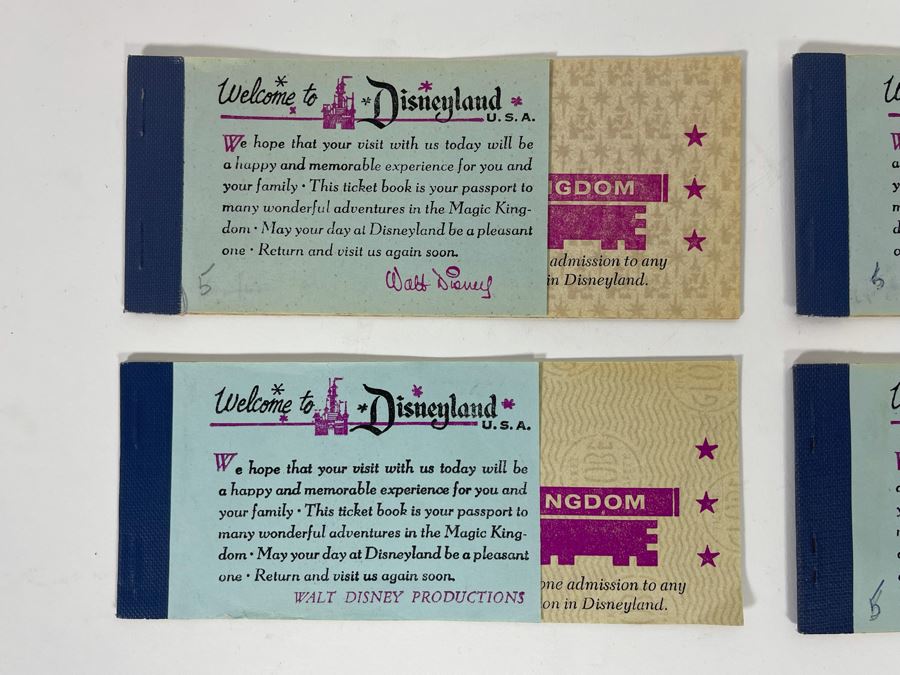 Welcome to Disneyland
U.S.A.
We hope that your visit with us today will be
a happy and memorable experience for you and
your family · This ticket book is your passport to
many wonderful adventures in the Magic King-
dom · May your day at Disneyland be a pleasant
one · Return and visit us again soon.
Walt Disney
5
NGDOM
admission to any
in Disneyland.
Welcome to Disneyland
U.S.A.
We hope that your visit with us today will be
a happy and memorable experience for you and
your family · This ticket book is your passport to
many wonderful adventures in the Magic King-
dom · May your day at Disneyland be a pleasant
one · Return and visit us again soon.
WALT DISNEY PRODUCTIONS
NGDOM
one admission to any
on in Disneyland.
5
5